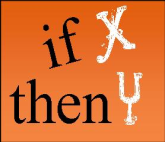 if X
then Y